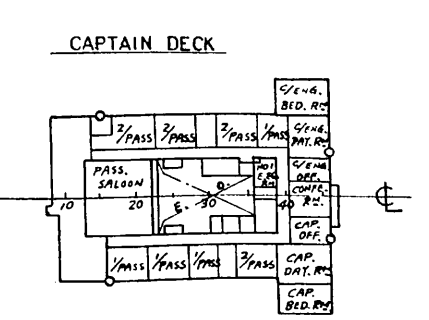 CAPTAIN DECK
C/ENG.
BED. RM
2/PASS
2/PASS
2/PASS
1/PASS
C/ENG.
DAY. RM
PASS.
SALOON
RM
C/ENG
OFF.
CONFE.
RM.
10
20
E.
30
O.
40
CAP.
OFF.
1/PASS
1/PASS
1/PASS
2/PASS
CAP.
DAY. RM
CAP.
BED. RM